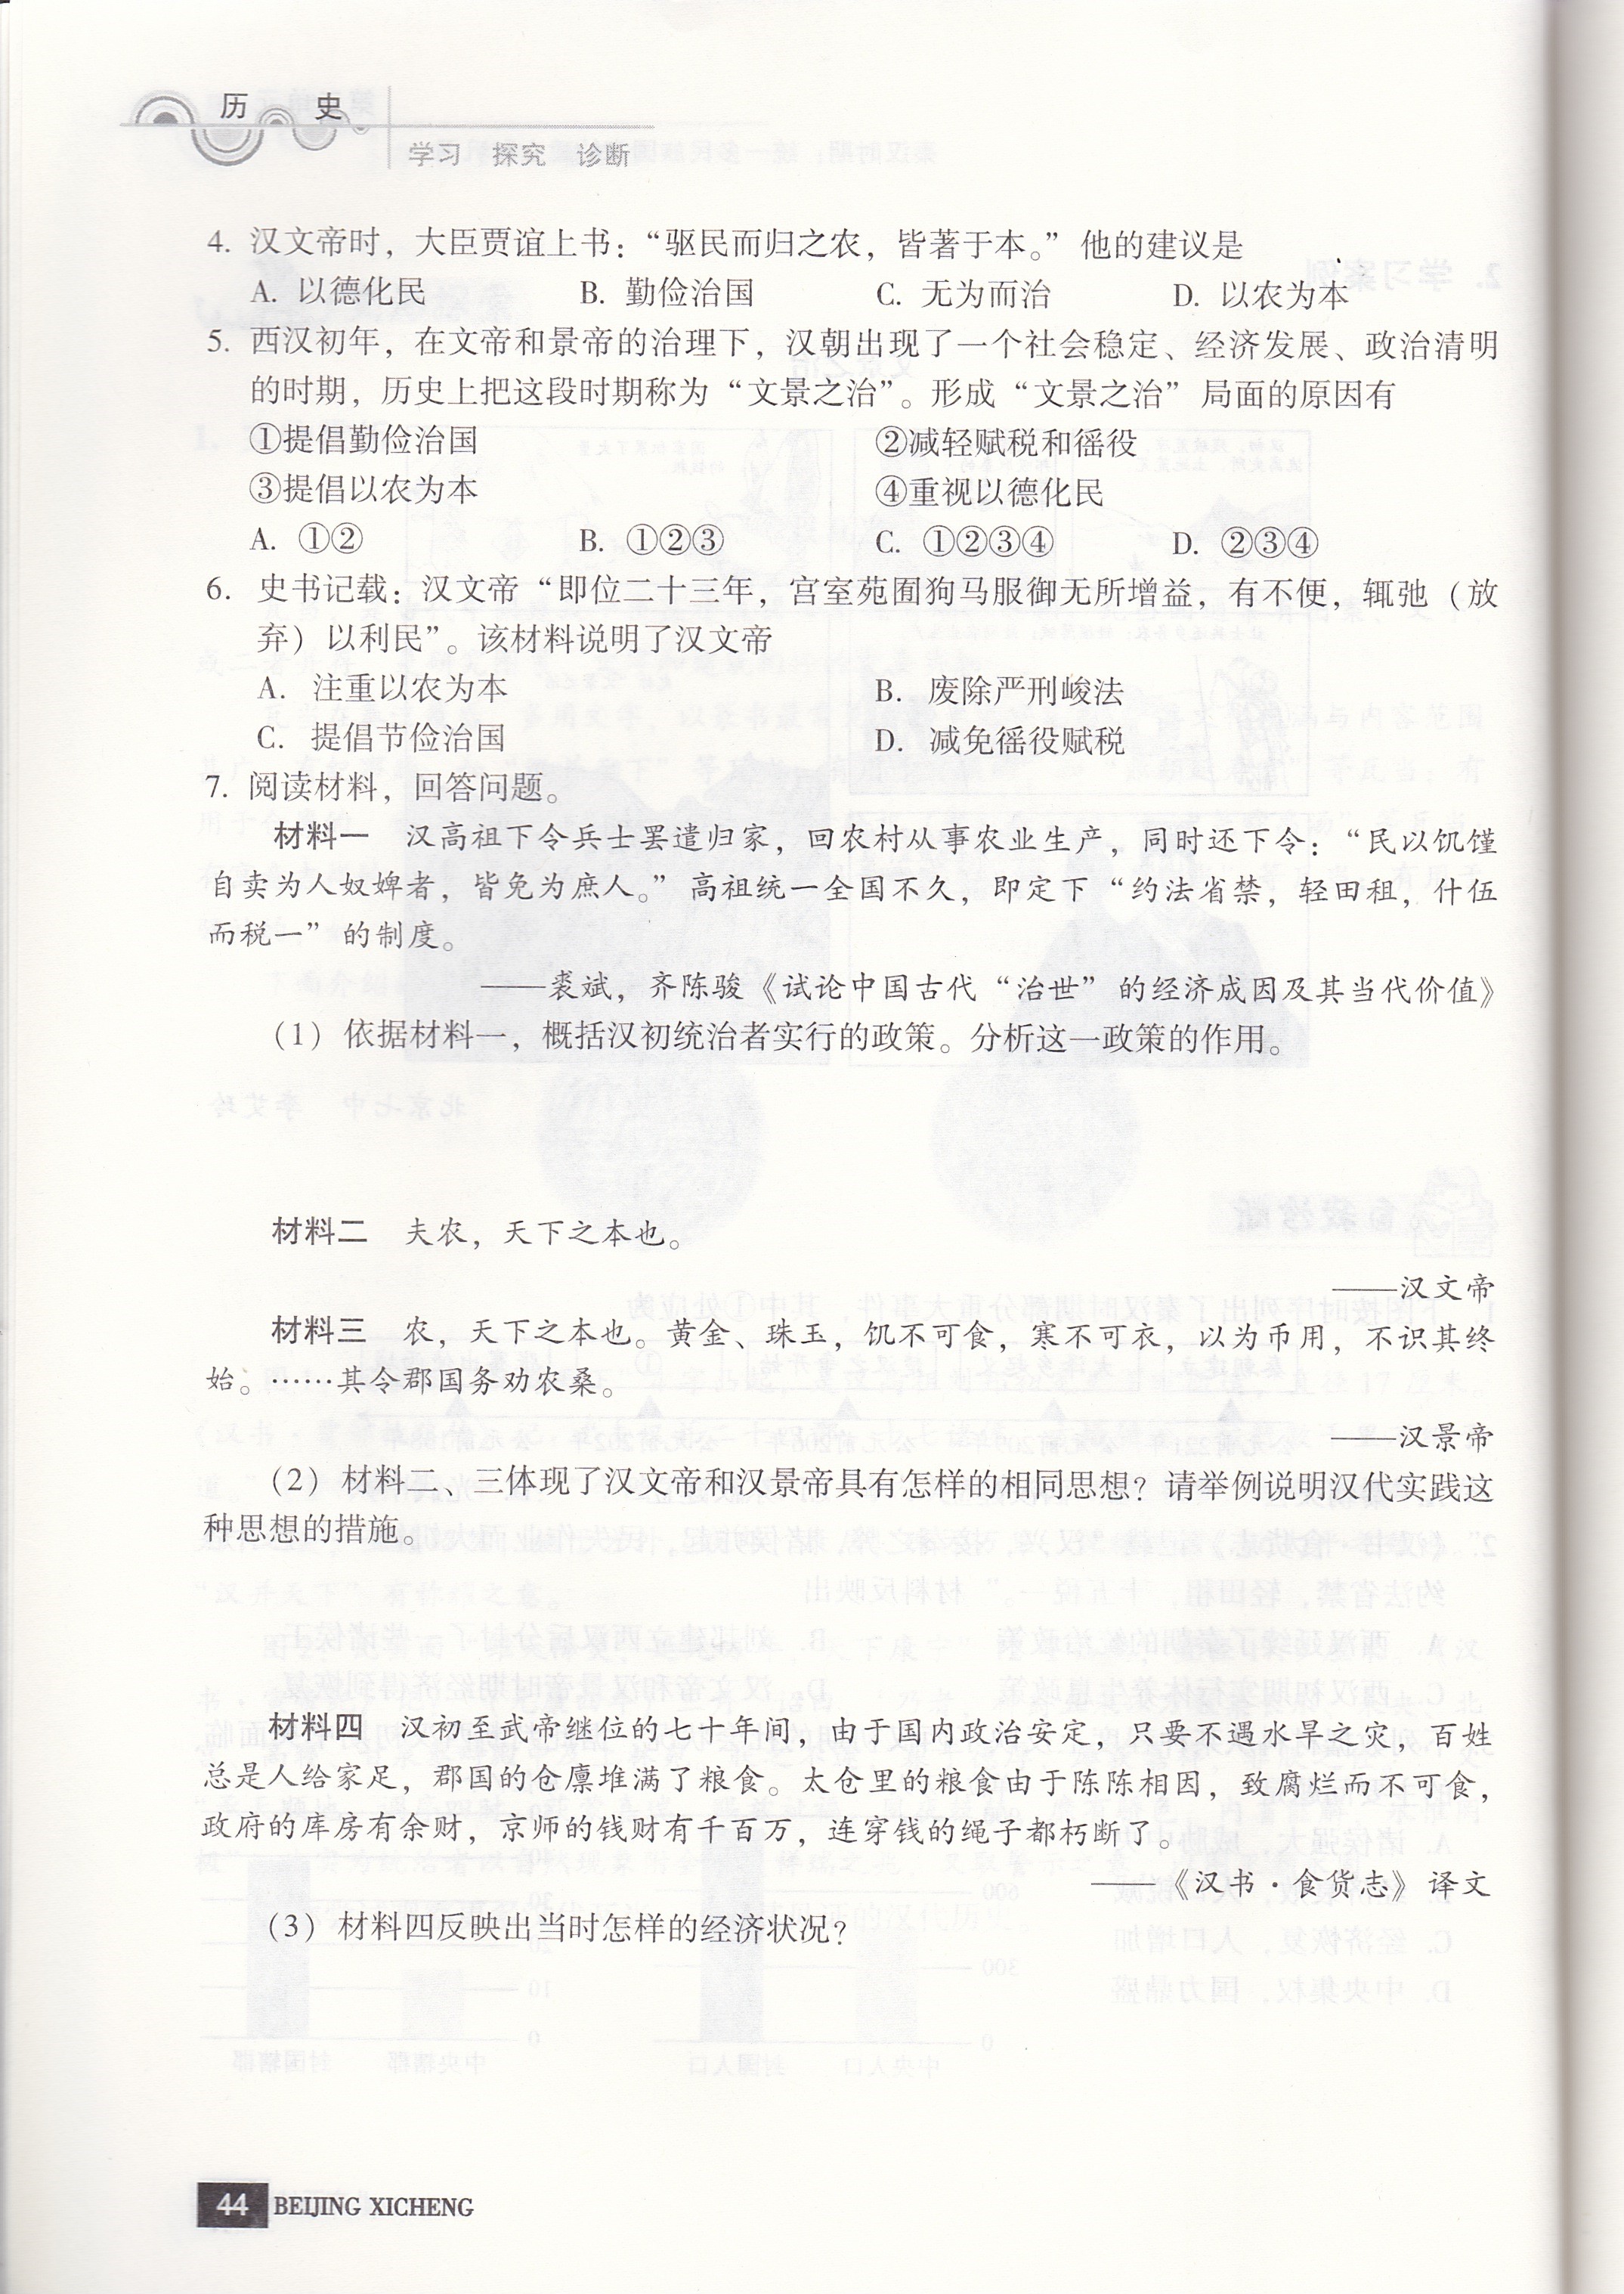 历 史
学习 探究 诊断
4. 汉文帝时，大臣贾谊上书：“驱民而归之农，皆著于本。”他的建议是
A. 以德化民 B. 勤俭治国 C. 无为而治 D. 以农为本
5. 西汉初年，在文帝和景帝的治理下，汉朝出现了一个社会稳定、经济发展、政治清明
的时期，历史上把这段时期称为“文景之治”。形成“文景之治”局面的原因有
①提倡勤俭治国 ②减轻赋税和徭役
③提倡以农为本 ④重视以德化民
A. ①② B. ①②③ C. ①②③④ D. ②③④
6. 史书记载：汉文帝“即位二十三年，宫室苑囿狗马服御无所增益，有不便，辄弛（放
弃）以利民”。该材料说明了汉文帝
A. 注重以农为本 B. 废除严刑峻法
C. 提倡节俭治国 D. 减免徭役赋税
7. 阅读材料，回答问题。
材料一 汉高祖下令兵士罢遣归家，回农村从事农业生产，同时还下令：“民以饥馑
自卖为人奴婢者，皆免为庶人。”高祖统一全国不久，即定下“约法省禁，轻田租，什伍
而税一”的制度。
——裘斌，齐陈骏《试论中国古代“治世”的经济成因及其当代价值》
（1）依据材料一，概括汉初统治者实行的政策。分析这一政策的作用。
材料二 夫农，天下之本也。
——汉文帝
材料三 农，天下之本也。黄金、珠玉，饥不可食，寒不可衣，以为币用，不识其终
始。……其令郡国务劝农桑。
——汉景帝
（2）材料二、三体现了汉文帝和汉景帝具有怎样的相同思想？请举例说明汉代实践这
种思想的措施。
材料四 汉初至武帝继位的七十年间，由于国内政治安定，只要不遇水旱之灾，百姓
总是人给家足，郡国的仓廪堆满了粮食。太仓里的粮食由于陈陈相因，致腐烂而不可食，
政府的库房有余财，京师的钱财有千百万，连穿钱的绳子都朽断了。
——《汉书·食货志》译文
（3）材料四反映出当时怎样的经济状况？
44 BEIJING XICHENG